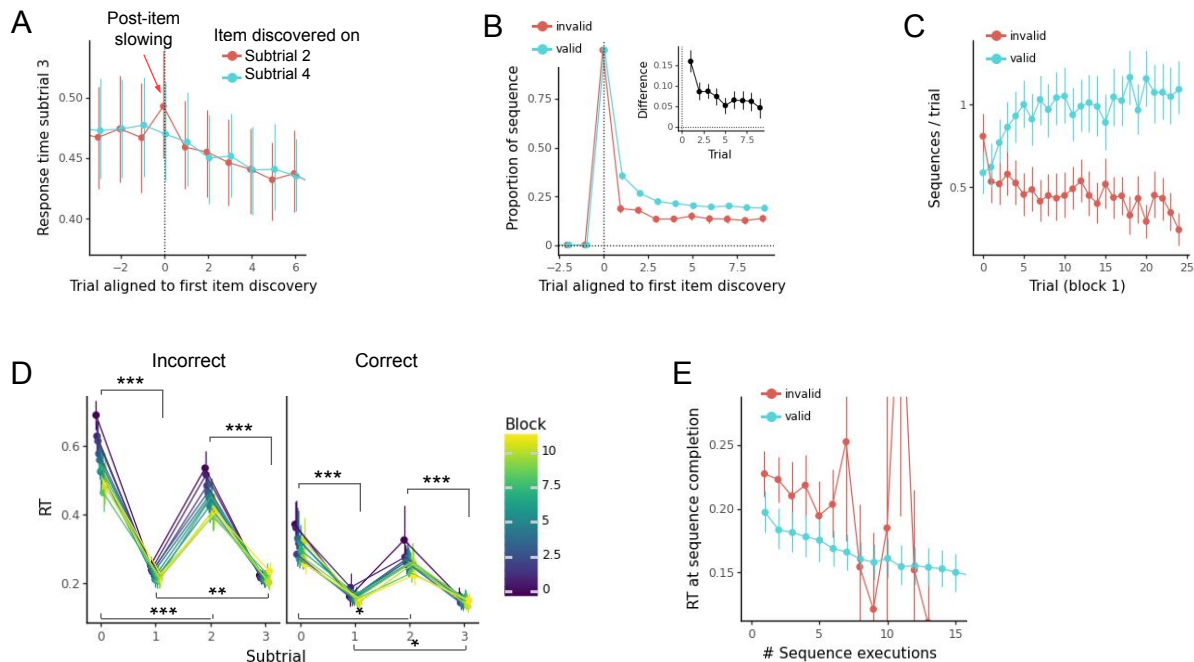 A
Post-item
slowing
Item discovered on
Subtrial 2
Subtrial 4
Response time subtrial 3
0.50
0.45
0.40
−2
0
2
4
6
Trial aligned to first item discovery
B
invalid
valid
Proportion of sequence
0.75
0.50
0.25
0
−2.5
0
2.5
5
7.5
Trial aligned to first item discovery
Difference
0.15
0.10
0.05
0
2.5
5
7.5
Trial
C
invalid
valid
Sequences / trial
1
0.5
0
5
10
15
20
25
Trial (block 1)
D
Incorrect
Correct
***
***
***
***
RT
0.6
0.4
0.2
**
***
*
*
0
1
2
3
0
1
2
3
Subtrial
Block
10
7.5
5
2.5
0
E
invalid
valid
RT at sequence completion
0.25
0.20
0.15
0
5
10
15
# Sequence executions